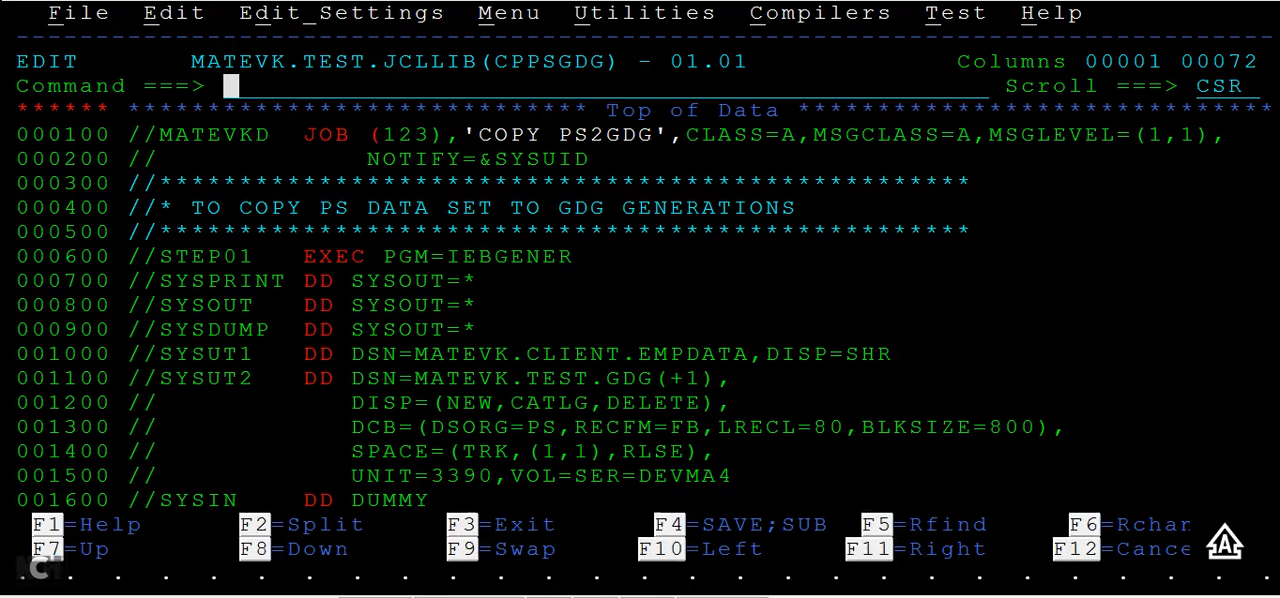 File  Edit  Edit_Settings  Menu  Utilities  Compilers  Test  Help
EDIT       MATEVK.TEST.JCLLIB(CPPSGDG) - 01.01             Columns 00001 00072
Command ===>                                                  Scroll ===> CSR
****** ***************************** Top of Data ******************************
000100 //MATEVKD  JOB (123),'COPY PS2GDG',CLASS=A,MSGCLASS=A,MSGLEVEL=(1,1),
000200 //             NOTIFY=&SYSUID
000300 //***************************************************
000400 //* TO COPY PS DATA SET TO GDG GENERATIONS
000500 //***************************************************
000600 //STEP01   EXEC PGM=IEBGENER
000700 //SYSPRINT DD SYSOUT=*
000800 //SYSOUT   DD SYSOUT=*
000900 //SYSDUMP  DD SYSOUT=*
001000 //SYSUT1   DD DSN=MATEVK.CLIENT.EMPDATA,DISP=SHR
001100 //SYSUT2   DD DSN=MATEVK.TEST.GDG(+1),
001200 //            DISP=(NEW,CATLG,DELETE),
001300 //            DCB=(DSORG=PS,RECFM=FB,LRECL=80,BLKSIZE=800),
001400 //            SPACE=(TRK,(1,1),RLSE),
001500 //            UNIT=3390,VOL=SER=DEVMA4
001600 //SYSIN    DD DUMMY
F1=Help      F2=Split     F3=Exit      F4=SAVE;SUB  F5=Rfind     F6=Rchan
F7=Up        F8=Down      F9=Swap      F10=Left     F11=Right    F12=Cance